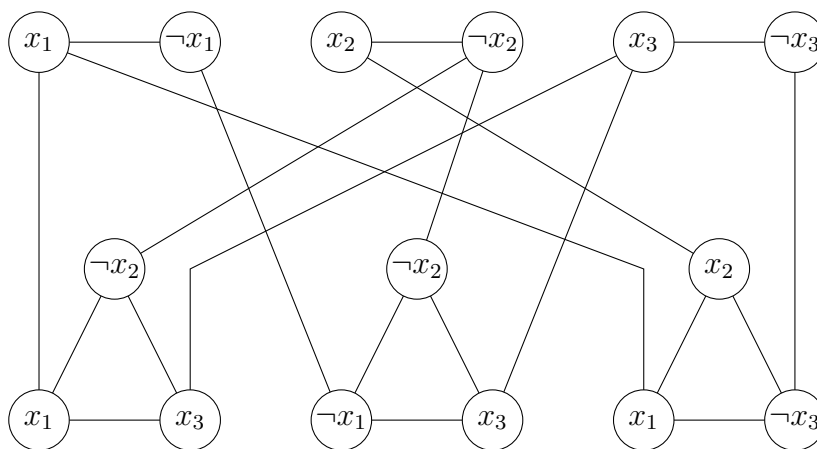 x₁ ¬x₁ x₂ ¬x₂ x₃ ¬x₃
¬x₂ ¬x₂ x₂
x₁ x₃ ¬x₁ x₃ x₁ ¬x₃